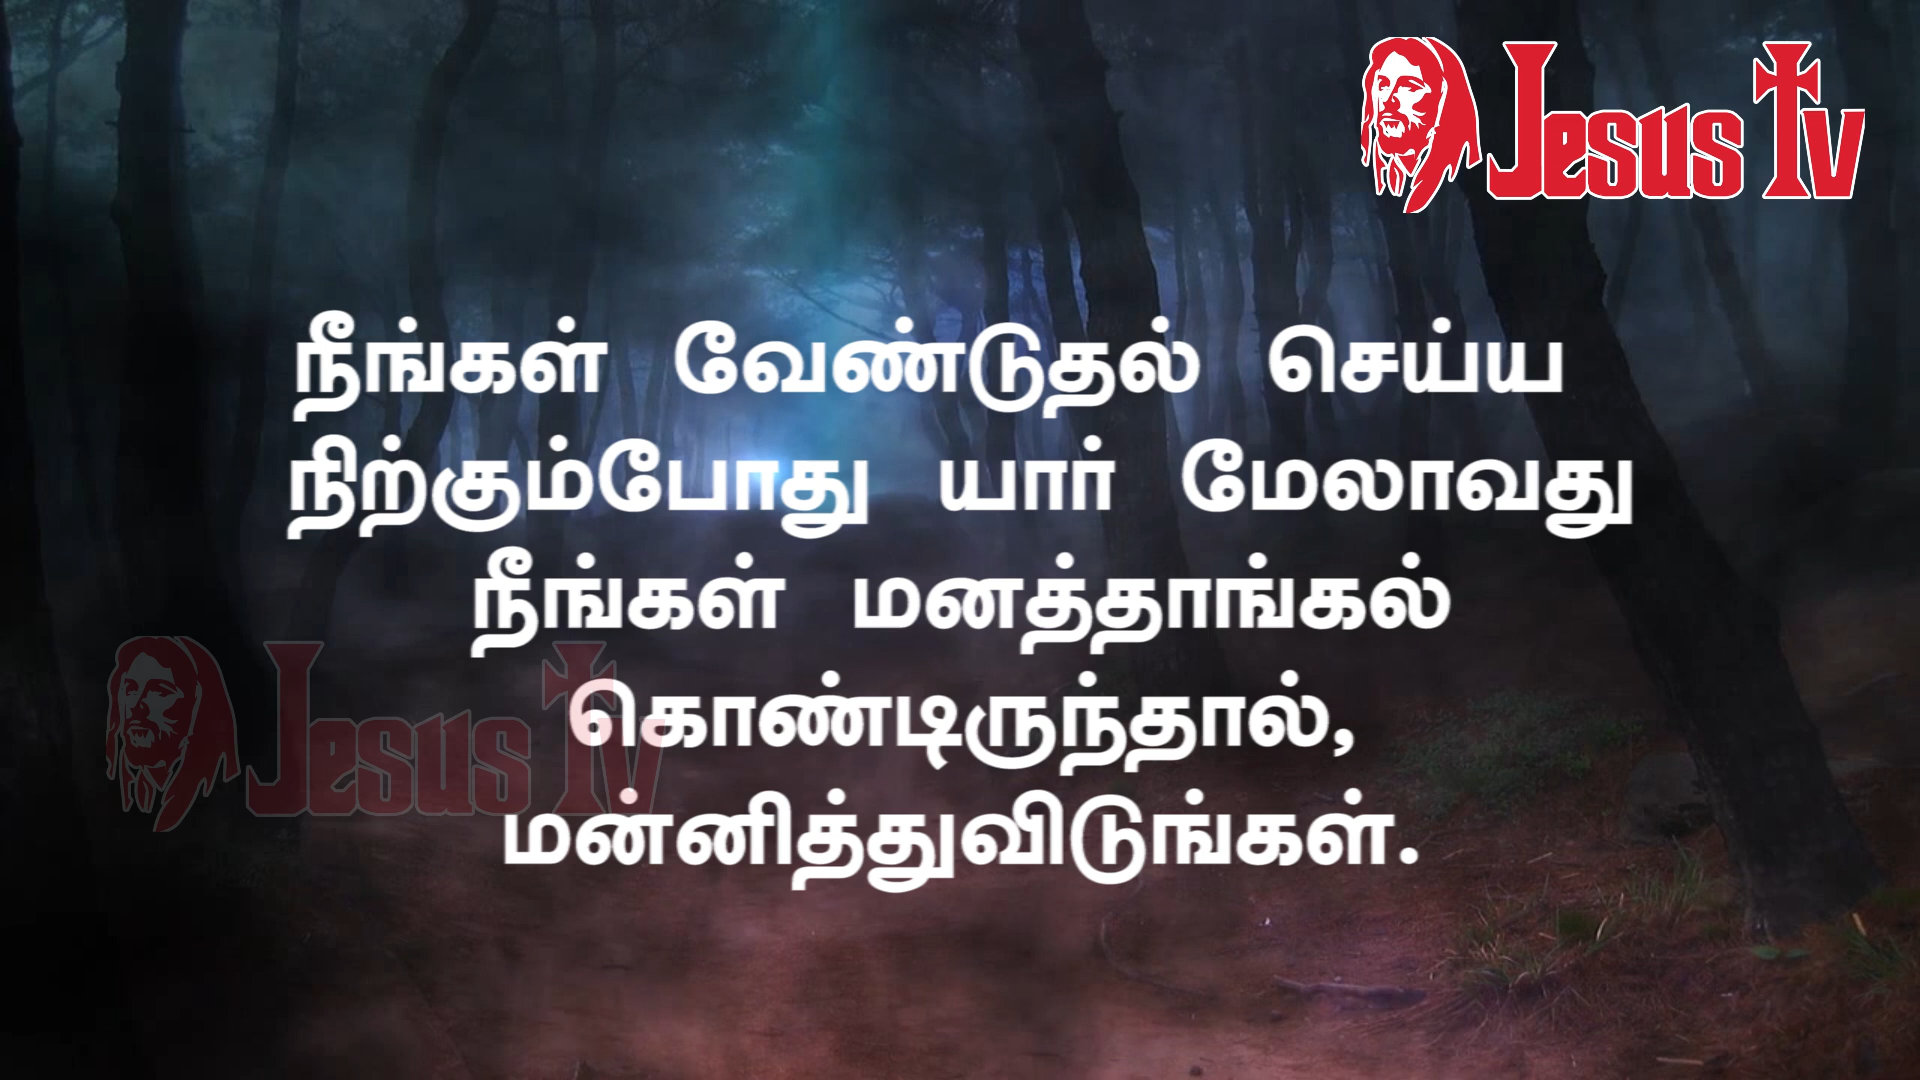 Jesus Tv
நீங்கள் வேண்டுதல் செய்ய
நிற்கும்போது யார் மேலாவது
நீங்கள் மனத்தாங்கல்
கொண்டிருந்தால்,
Jesus Tv
மன்னித்துவிடுங்கள்.